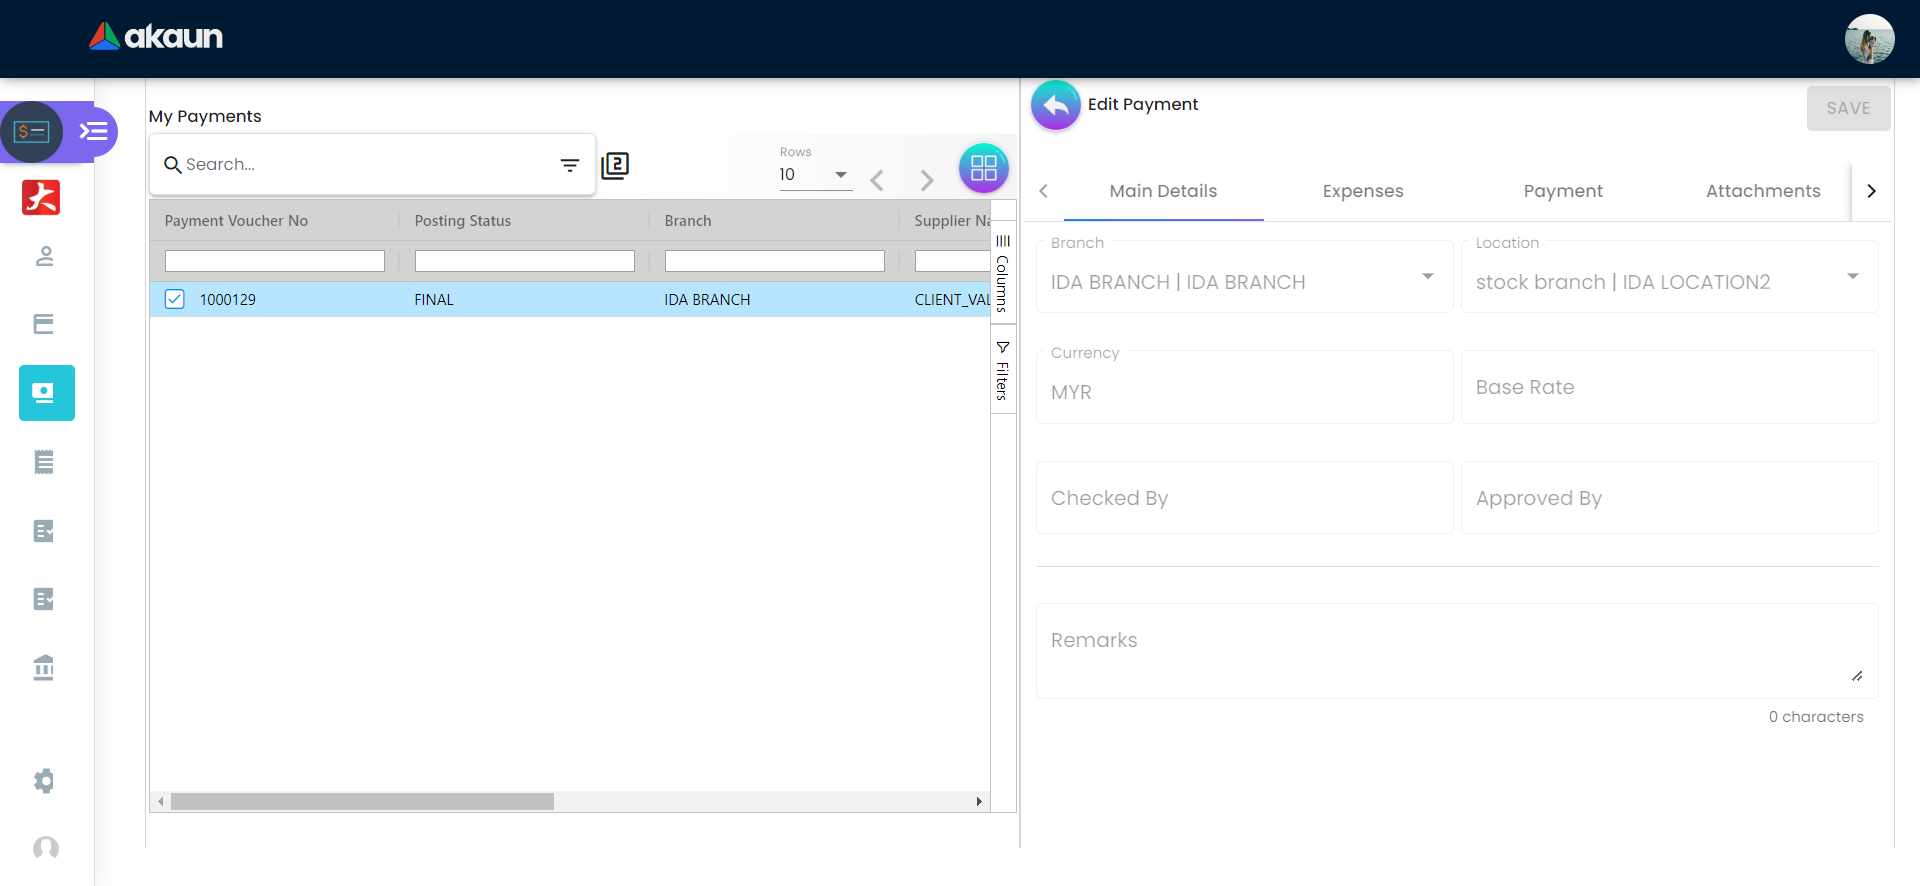 akaun
My Payments
Search...
2
Rows
10
Payment Voucher No
Posting Status
Branch
Supplier Na
1000129
FINAL
IDA BRANCH
CLIENT_VAL
Columns
Filters
Edit Payment
SAVE
Main Details
Expenses
Payment
Attachments
Branch
IDA BRANCH | IDA BRANCH
Location
stock branch | IDA LOCATION2
Currency
MYR
Base Rate
Checked By
Approved By
Remarks
0 characters